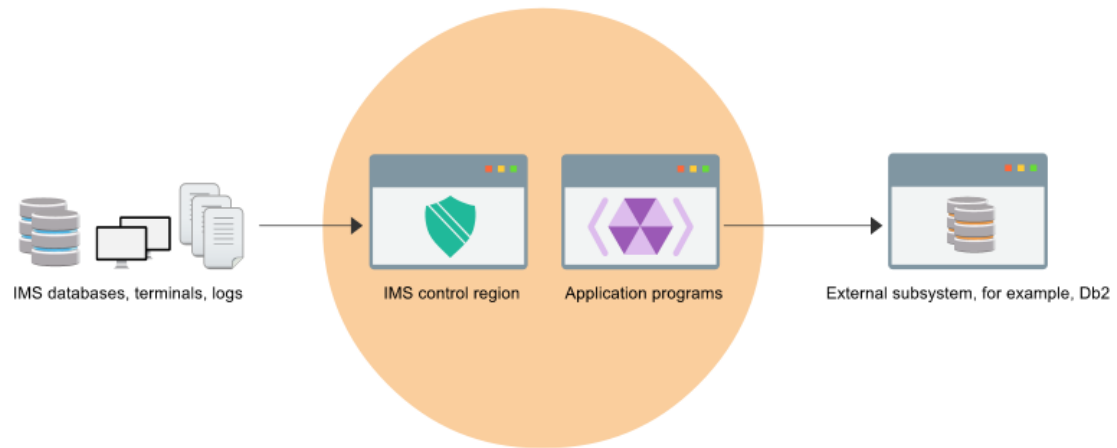 IMS databases, terminals, logs
IMS control region
Application programs
External subsystem, for example, Db2